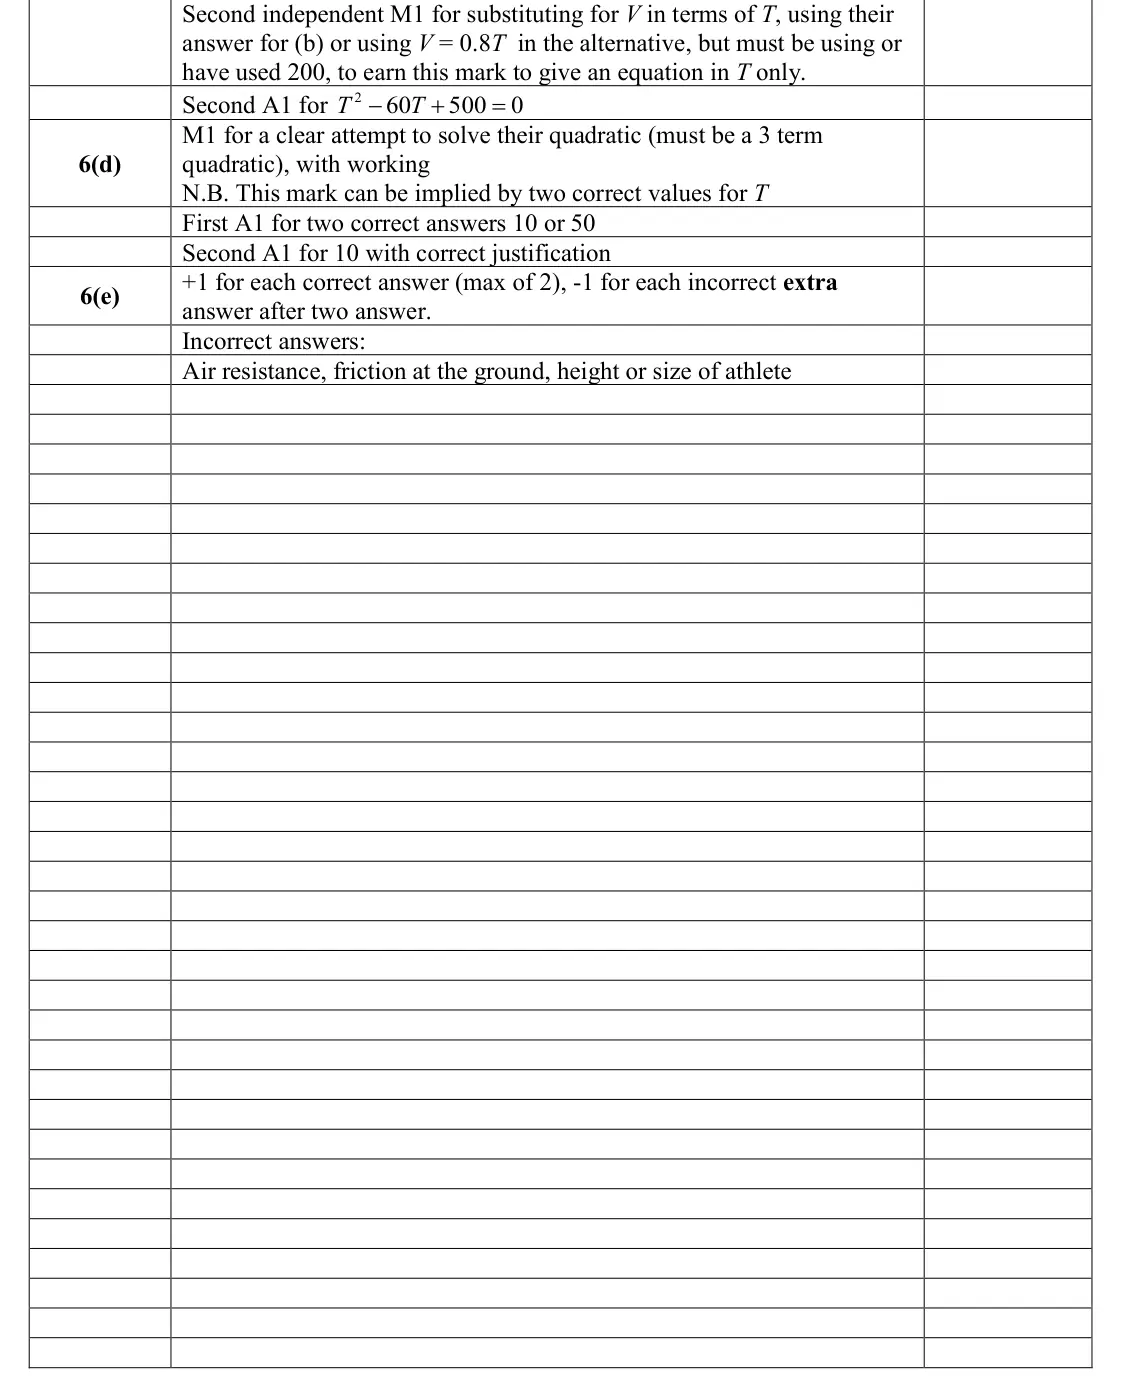 Second independent M1 for substituting for V in terms of T, using their
answer for (b) or using V = 0.8T in the alternative, but must be using or
have used 200, to earn this mark to give an equation in T only.
Second A1 for T² – 60T + 500 = 0
6(d)
M1 for a clear attempt to solve their quadratic (must be a 3 term
quadratic), with working
N.B. This mark can be implied by two correct values for T
First A1 for two correct answers 10 or 50
Second A1 for 10 with correct justification
6(e)
+1 for each correct answer (max of 2), -1 for each incorrect extra
answer after two answer.
Incorrect answers:
Air resistance, friction at the ground, height or size of athlete